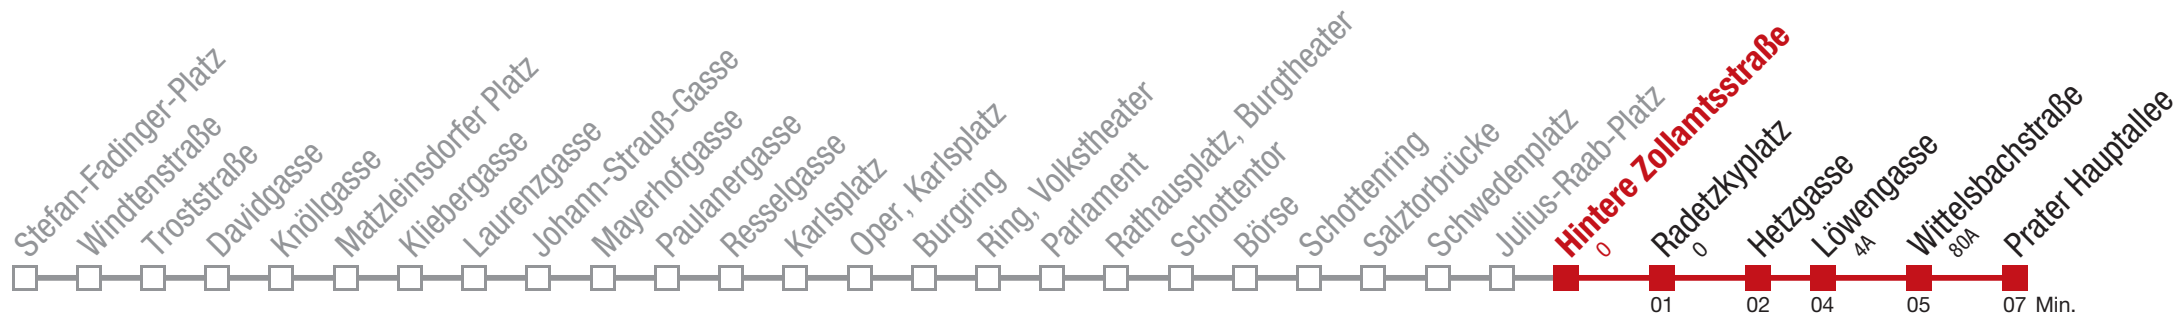 Stefan-Fadinger-Platz
Windtenstraße
Troststraße
Davidgasse
Knöllgasse
Matzleinsdorfer Platz
Kliebergasse
Laurenzgasse
Johann-Strauß-Gasse
Mayerhofgasse
Paulanergasse
Resselgasse
Karlsplatz
Oper, Karlsplatz
Burgring
Ring, Volkstheater
Parlament
Rathausplatz, Burgtheater
Schottentor
Börse
Schottenring
Salztorbrücke
Schwedenplatz
Julius-Raab-Platz
Hintere Zollamtsstraße
O
Radetzkyplatz
O
Hetzgasse
Löwengasse
4A
Wittelsbachstraße
80A
Prater Hauptallee
01 02 04 05 07 Min.